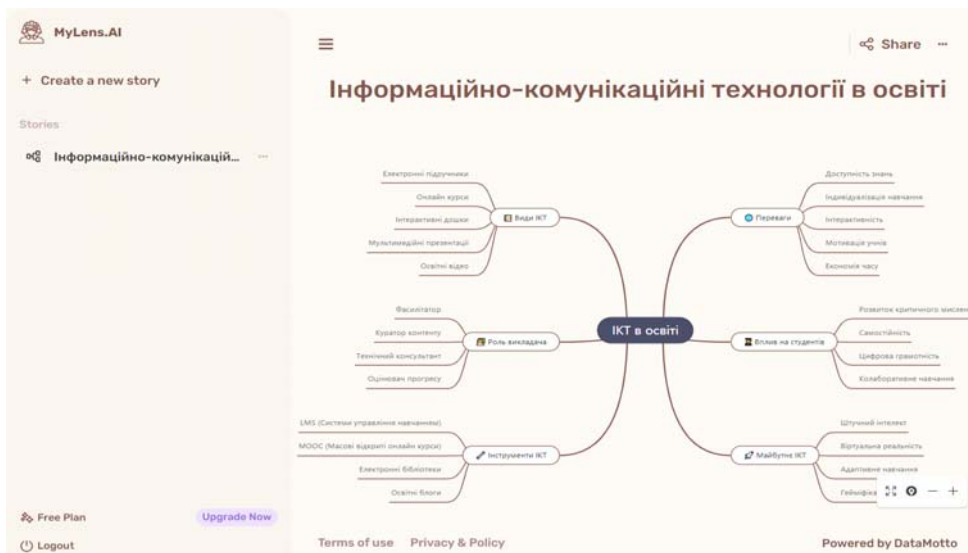 MyLens.AI
+ Create a new story
Stories
Інформаційно-комунікацій...
Free Plan
Upgrade Now
Logout
Share
Інформаційно-комунікаційні технології в освіті
Електронні підручники
Онлайн курси
Інтерактивні дошки
Мультимедійні презентації
Освітні відео
Види ІКТ
Фасилітатор
Куратор контенту
Технічний консультант
Оцінювач прогресу
Роль викладача
LMS (Системи управління навчанням)
MOOC (Масові відкриті онлайн курси)
Електронні бібліотеки
Освітні блоги
Інструменти ІКТ
ІКТ в освіті
Переваги
Доступність знань
Індивідуалізація навчання
Інтерактивність
Мотивація учнів
Економія часу
Вплив на студентів
Розвиток критичного мислен
Самостійність
Цифрова грамотність
Колаборативне навчання
Майбутнє ІКТ
Штучний інтелект
Віртуальна реальність
Адаптивне навчання
Гейміфіка
Terms of use
Privacy & Policy
Powered by DataMotto